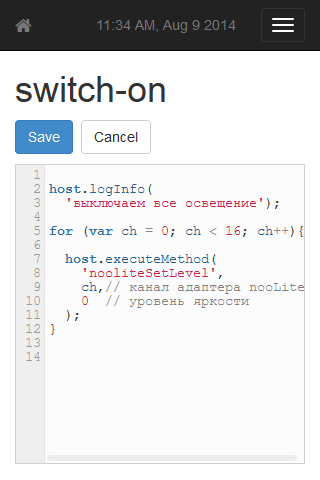 11:34 AM, Aug 9 2014
switch-on
Save Cancel
1
2 host.logInfo(
3 'выключаем все освещение');
4
5 for (var ch = 0; ch < 16; ch++){
6
7 host.executeMethod(
8 'nooliteSetLevel',
9 ch,// канал адаптера nooLite
10 0 // уровень яркости
11 );
12 }
13
14